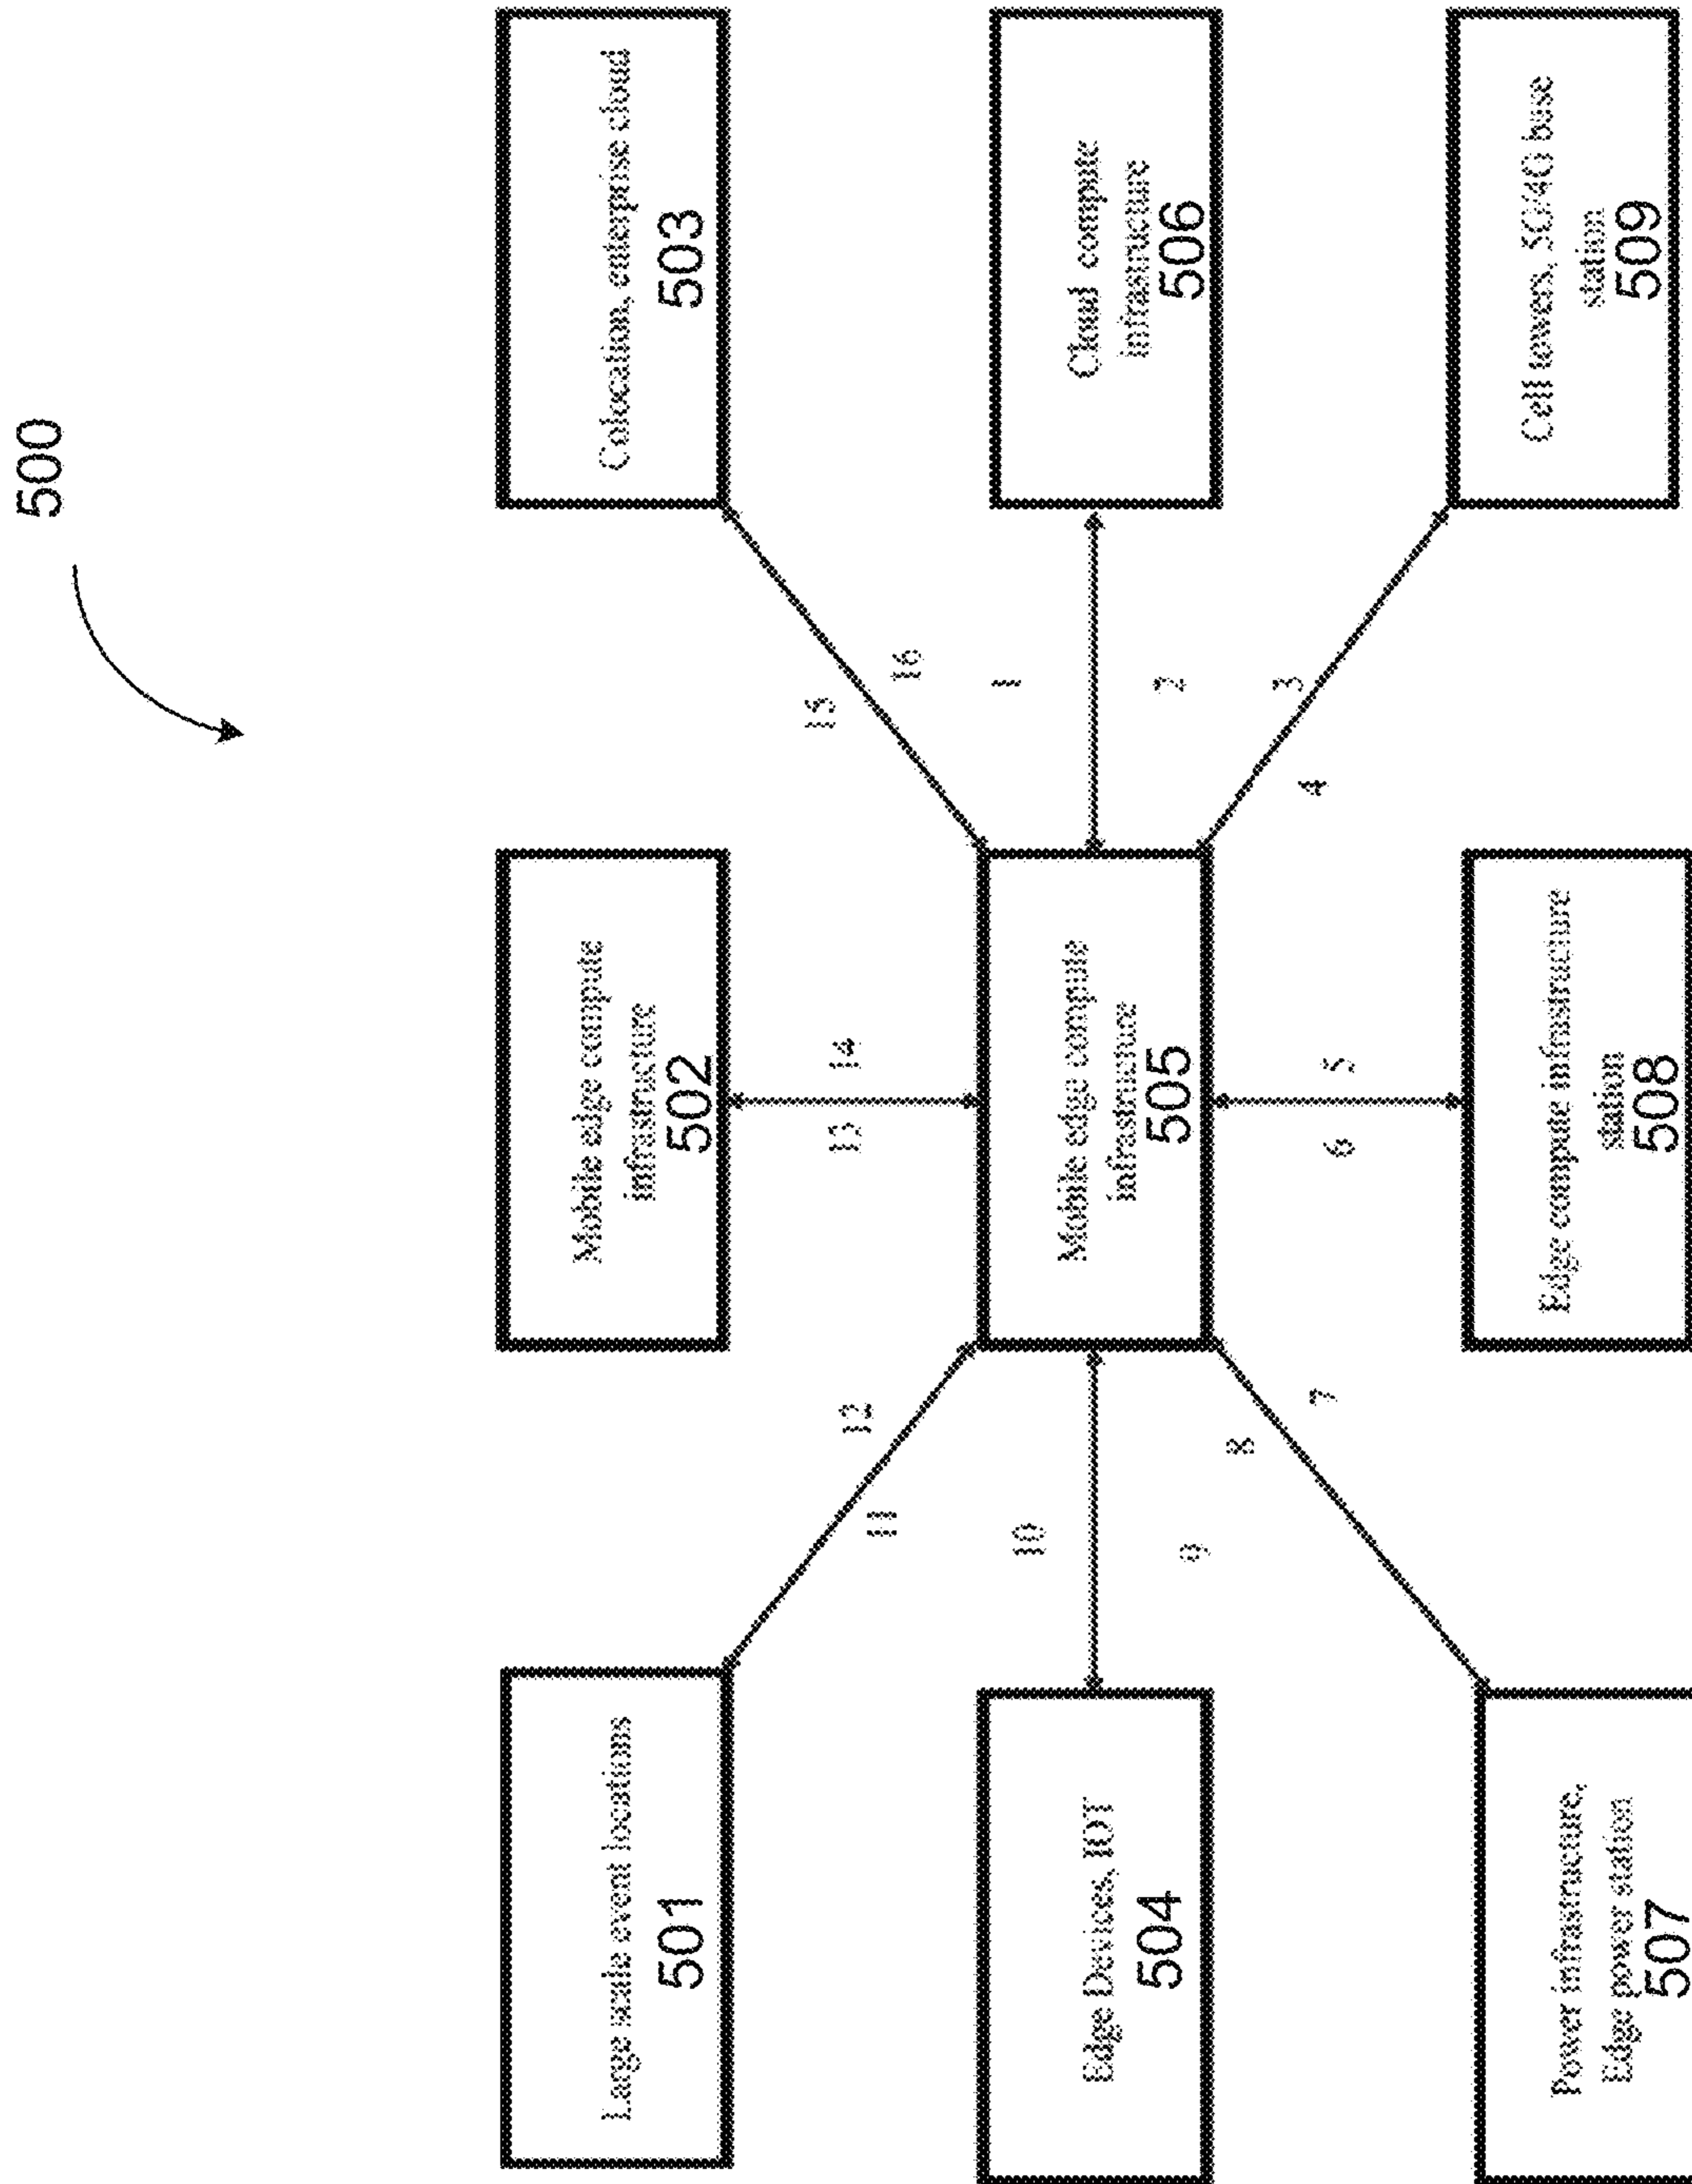 500
Large scale event locations
501
Mobile edge compute
infrastructure
502
Colocation, enterprise cloud
503
11
12
13
14
15
16
Edge Devices, IOT
504
10
9
Mobile edge compute
infrastructure
505
1
2
Cloud compute
infrastructure
506
8
7
6
5
4
3
Power infrastructure,
Edge power station
507
Edge compute infrastructure
station
508
Cell towers, 5G/4G base
station
509